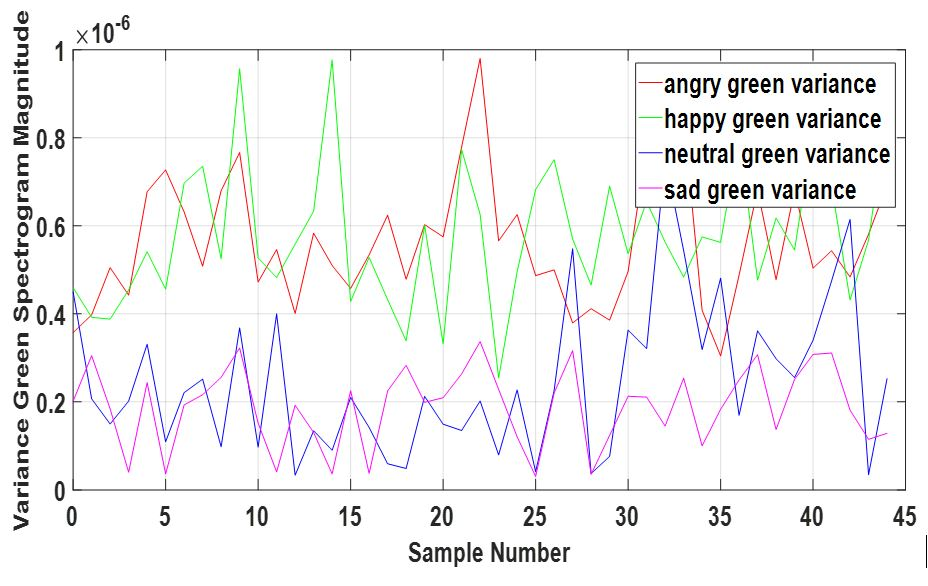 ×10-6
Variance Green Spectrogram Magnitude
1
0.8
0.6
0.4
0.2
0
angry green variance
happy green variance
neutral green variance
sad green variance
0 5 10 15 20 25 30 35 40 45
Sample Number